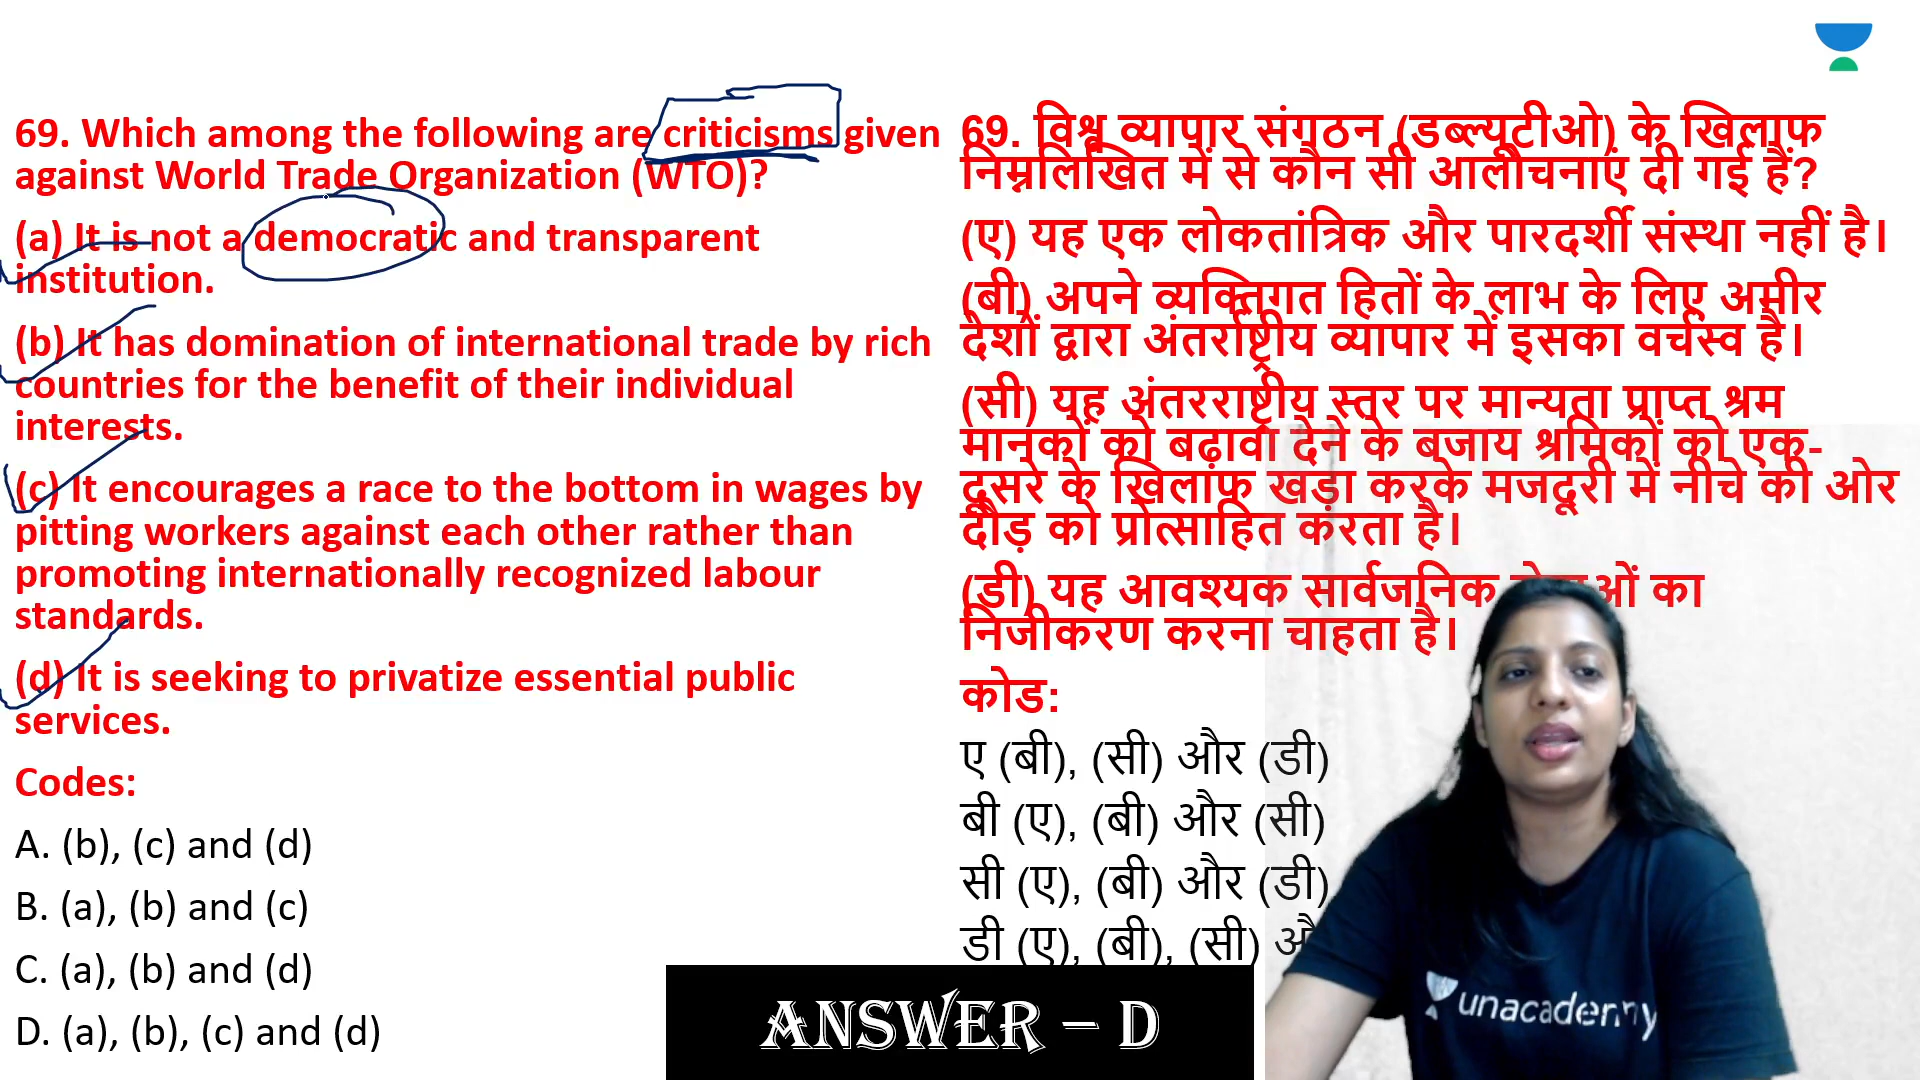 69. Which among the following are criticisms given
against World Trade Organization (WTO)?
(a) It is not a democratic and transparent
institution.
(b) It has domination of international trade by rich
countries for the benefit of their individual
interests.
(c) It encourages a race to the bottom in wages by
pitting workers against each other rather than
promoting internationally recognized labour
standards.
(d) It is seeking to privatize essential public
services.
Codes:
A. (b), (c) and (d)
B. (a), (b) and (c)
C. (a), (b) and (d)
D. (a), (b), (c) and (d)
69. विश्व व्यापार संगठन (डब्ल्यूटीओ) के खिलाफ
निम्नलिखित में से कौन सी आलोचनाएं दी गई हैं?
(ए) यह एक लोकतांत्रिक और पारदर्शी संस्था नहीं है।
(बी) अपने व्यक्तिगत हितों के लाभ के लिए अमीर
देशों द्वारा अंतर्राष्ट्रीय व्यापार में इसका वर्चस्व है।
(सी) यह अंतरराष्ट्रीय स्तर पर मान्यता प्राप्त श्रम
मानकों को बढ़ावा देने के बजाय श्रमिकों को एक-
दूसरे के खिलाफ खड़ा करके मजदूरी में नीचे की ओर
दौड़ को प्रोत्साहित करता है।
(डी) यह आवश्यक सार्वजनिक का
निजीकरण करना चाहता है।
कोड:
ए (बी), (सी) और (डी)
बी (ए), (बी) और (सी)
सी (ए), (बी) और (डी)
डी (ए), (बी), (सी)
ANSWER – D
unacademy